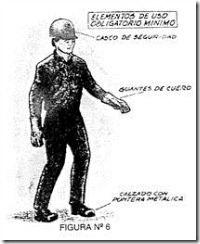 ELEMENTOS DE USO
OBLIGATORIO MINIMO
CASCO DE SEGURIDAD
GUANTES DE CUERO
CALZADO CON
PUNTERA METALICA
FIGURA Nº 6